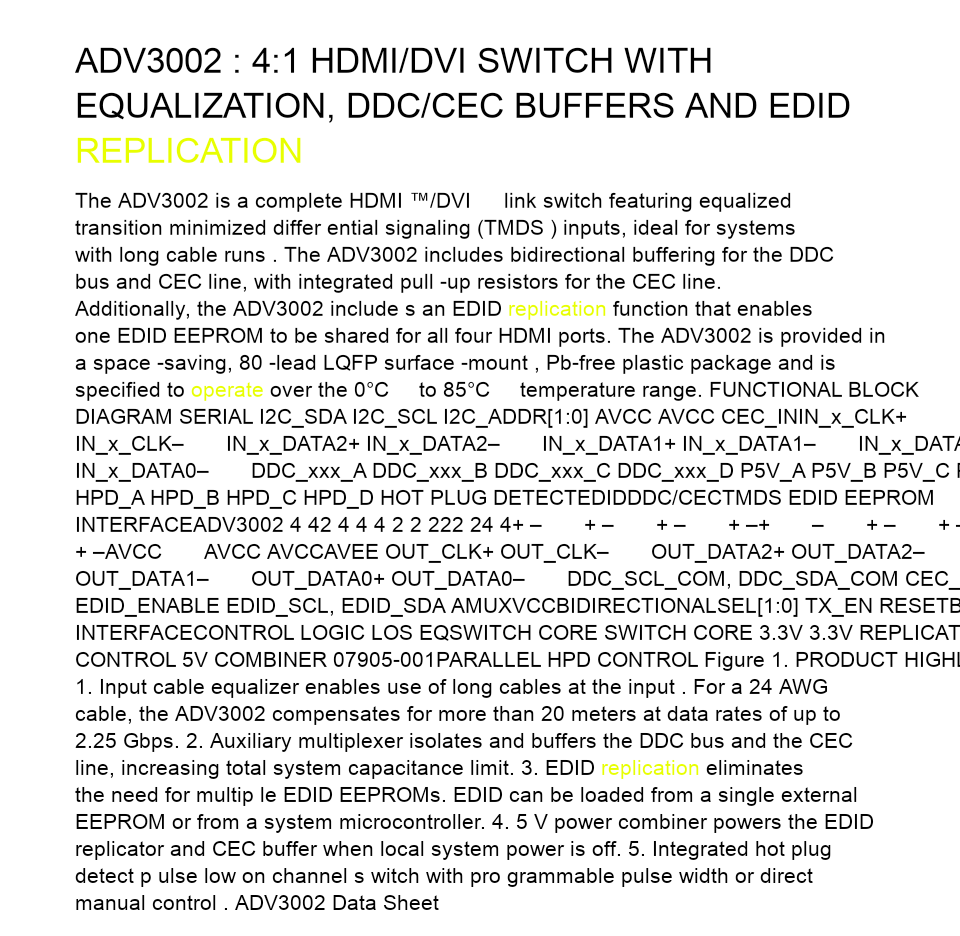 ADV3002 : 4:1 HDMI/DVI SWITCH WITH
EQUALIZATION, DDC/CEC BUFFERS AND EDID
REPLICATION
The ADV3002 is a complete HDMI ™/DVI link switch featuring equalized
transition minimized differ ential signaling (TMDS ) inputs, ideal for systems
with long cable runs . The ADV3002 includes bidirectional buffering for the DDC
bus and CEC line, with integrated pull -up resistors for the CEC line.
Additionally, the ADV3002 include s an EDID replication function that enables
one EDID EEPROM to be shared for all four HDMI ports. The ADV3002 is provided in
a space -saving, 80 -lead LQFP surface -mount , Pb-free plastic package and is
specified to operate over the 0°C to 85°C temperature range. FUNCTIONAL BLOCK
DIAGRAM SERIAL I2C_SDA I2C_SCL I2C_ADDR[1:0] AVCC AVCC CEC_ININ_x_CLK+
IN_x_CLK– IN_x_DATA2+ IN_x_DATA2– IN_x_DATA1+ IN_x_DATA1– IN_x_DATA
IN_x_DATA0– DDC_xxx_A DDC_xxx_B DDC_xxx_C DDC_xxx_D P5V_A P5V_B P5V_C
HPD_A HPD_B HPD_C HPD_D HOT PLUG DETECTEDIDDDC/CECTMDS EDID EEPROM
INTERFACEADV3002 4 42 4 4 4 2 2 222 24 4+ – + – + – + –+ – + – + –
+ –AVCC AVCC AVCCAVEE OUT_CLK+ OUT_CLK– OUT_DATA2+ OUT_DATA2–
OUT_DATA1– OUT_DATA0+ OUT_DATA0– DDC_SCL_COM, DDC_SDA_COM CEC_
EDID_ENABLE EDID_SCL, EDID_SDA AMUXVCCBIDIRECTIONALSEL[1:0] TX_EN RESETB
INTERFACECONTROL LOGIC LOS EQSWITCH CORE SWITCH CORE 3.3V 3.3V REPLICAT
CONTROL 5V COMBINER 07905-001PARALLEL HPD CONTROL Figure 1. PRODUCT HIGHL
1. Input cable equalizer enables use of long cables at the input . For a 24 AWG
cable, the ADV3002 compensates for more than 20 meters at data rates of up to
2.25 Gbps. 2. Auxiliary multiplexer isolates and buffers the DDC bus and the CEC
line, increasing total system capacitance limit. 3. EDID replication eliminates
the need for multip le EDID EEPROMs. EDID can be loaded from a single external
EEPROM or from a system microcontroller. 4. 5 V power combiner powers the EDID
replicator and CEC buffer when local system power is off. 5. Integrated hot plug
detect p ulse low on channel s witch with pro grammable pulse width or direct
manual control . ADV3002 Data Sheet